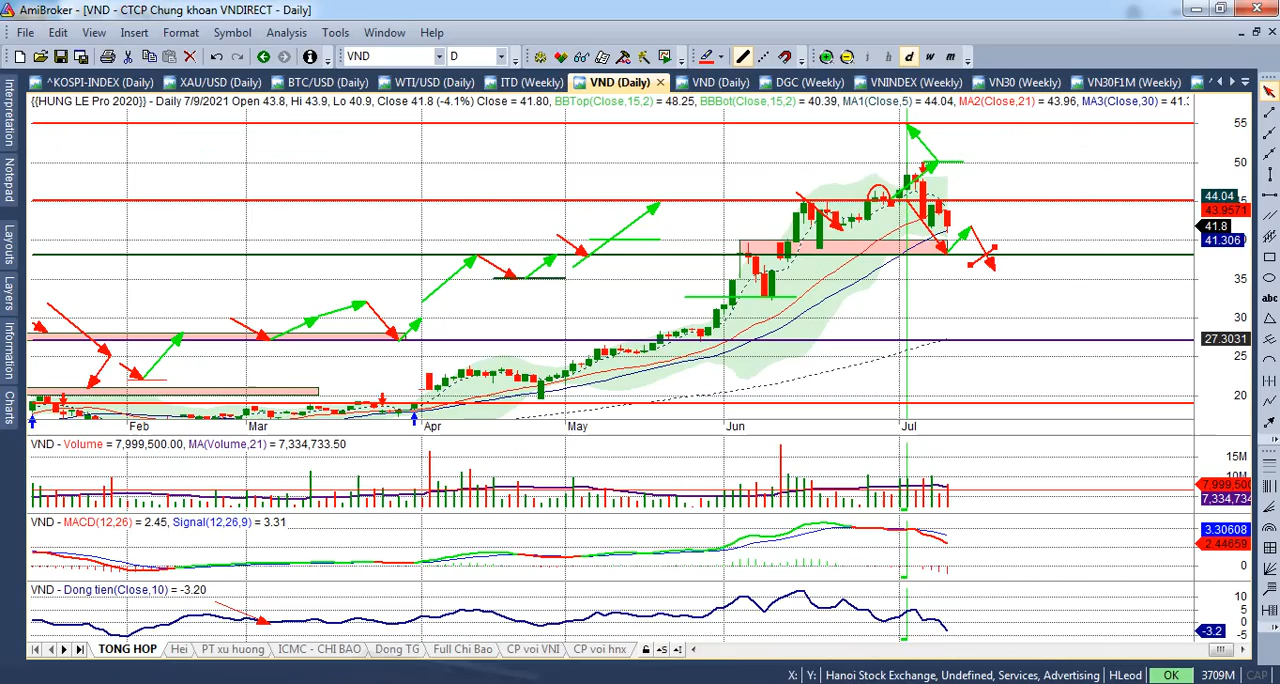 AmiBroker - [VND - CTCP Chung khoan VNDIRECT - Daily]
File Edit View Insert Format Symbol Analysis Tools Window Help
VND D i h d w m
^KOSPI-INDEX (Daily) XAU/USD (Daily) BTC/USD (Daily) WTI/USD (Daily) ITD (Weekly) VND (Daily) VND (Daily) DGC (Weekly) VNINDEX (Weekly) VN30 (Weekly) VN30F1M (Weekly)
Interpretation
Notepad
Layouts
Layers
Information
Charts
{{HUNG LE Pro 2020}} - Daily 7/9/2021 Open 43.8, Hi 43.9, Lo 40.9, Close 41.8 (-4.1%) Close = 41.80, BBTop(Close,15,2) = 48.25, BBBot(Close,15,2) = 40.39, MA1(Close,5) = 44.04, MA2(Close,21) = 43.96, MA3(Close,30) = 41.
55
50
44.04
43.9571
41.8
41.306
35
30
27.3031
25
20
abc
Feb Mar Apr May Jun Jul
VND - Volume = 7,999,500.00, MA(Volume,21) = 7,334,733.50
15M
10M
7,999,500
7,334,734
VND - MACD(12,26) = 2.45, Signal(12,26,9) = 3.31
3.30608
2.44659
0
VND - Dong tien(Close,10) = -3.20
10
5
0
-3.2
-5
TONG HOP Hei PT xu huong ICMC - CHI BAO Dong TG Full Chi Bao CP voi VNI CP voi hnx
X: Y: Hanoi Stock Exchange, Undefined, Services, Advertising HLeod OK 3709M CAP